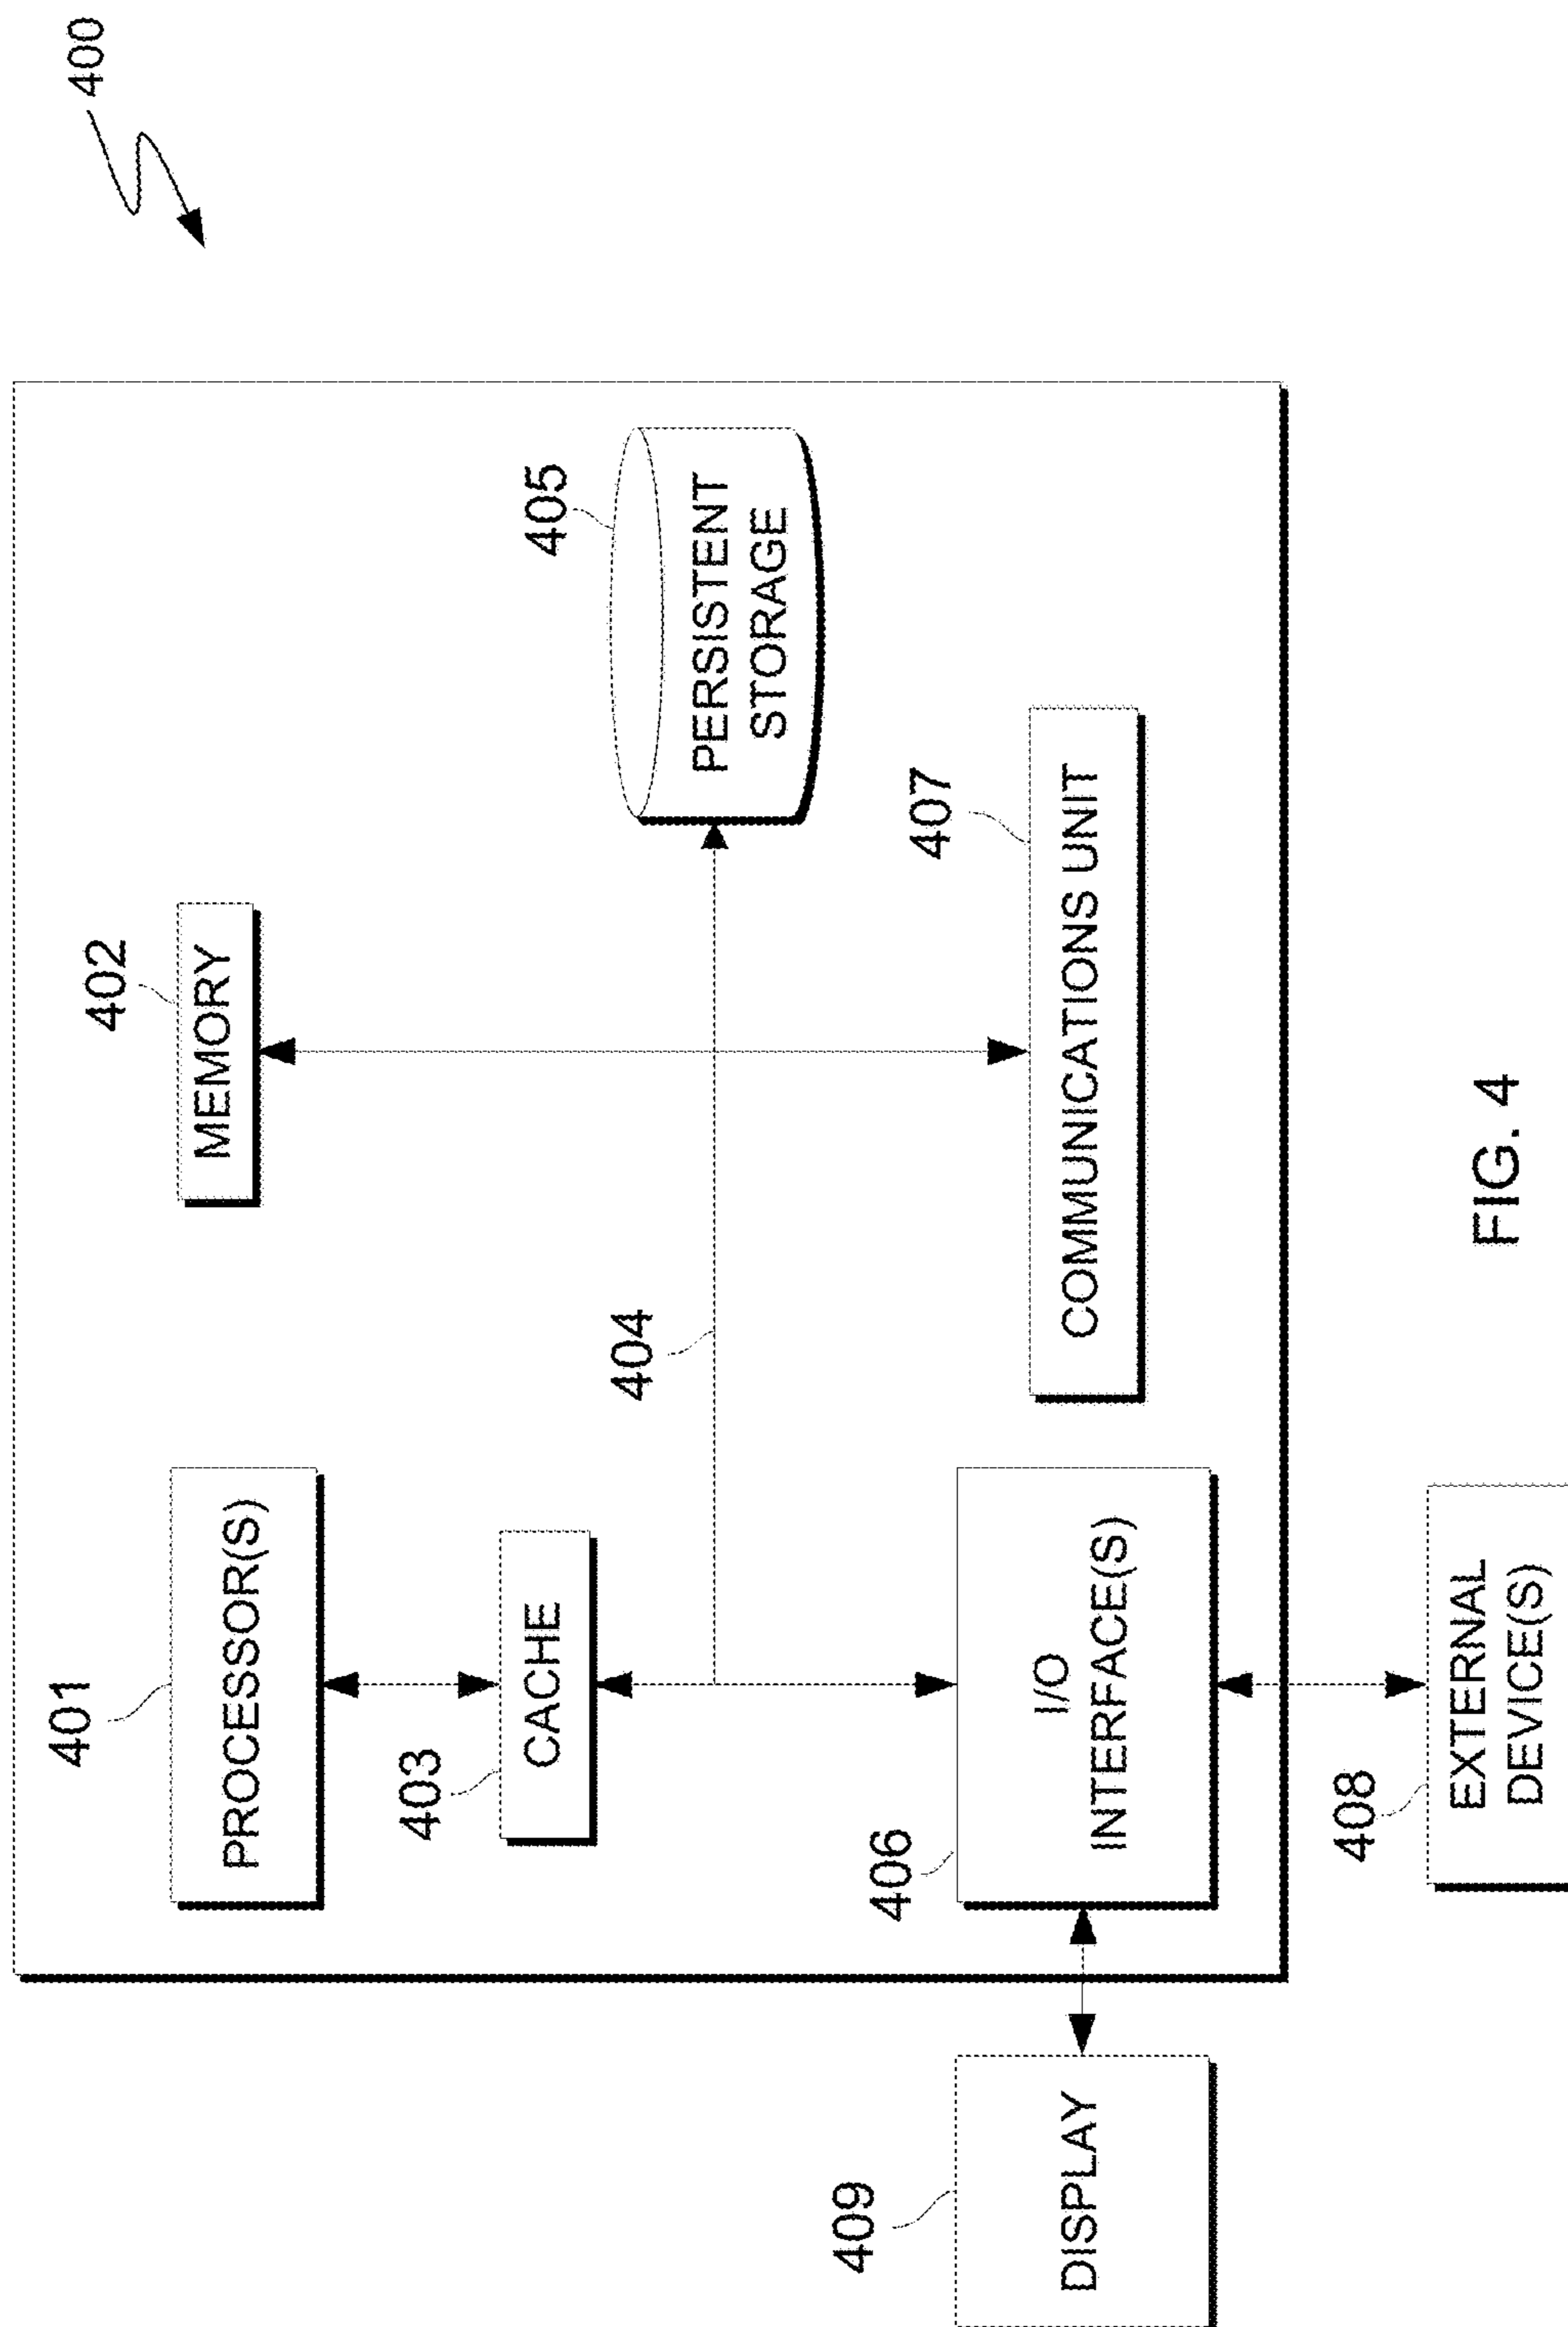 400
402
MEMORY
401
PROCESSOR(S)
403
CACHE
404
405
PERSISTENT
STORAGE
406
I/O
INTERFACE(S)
407
COMMUNICATIONS UNIT
409
DISPLAY
408
EXTERNAL
DEVICE(S)
FIG. 4